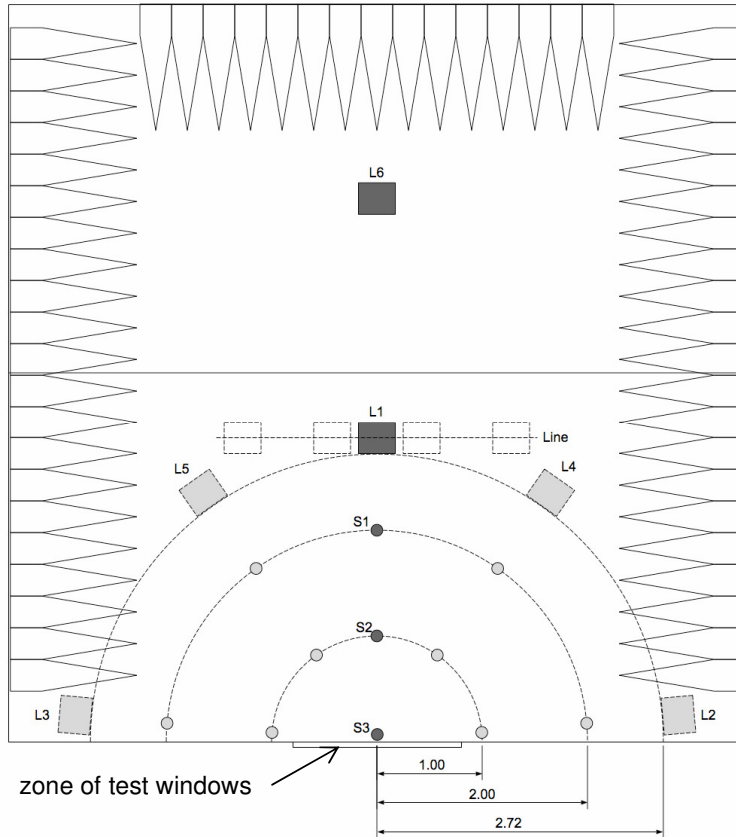 L6
L1
Line
L5
L4
S1
S2
L3
S3
L2
zone of test windows
1.00
2.00
2.72